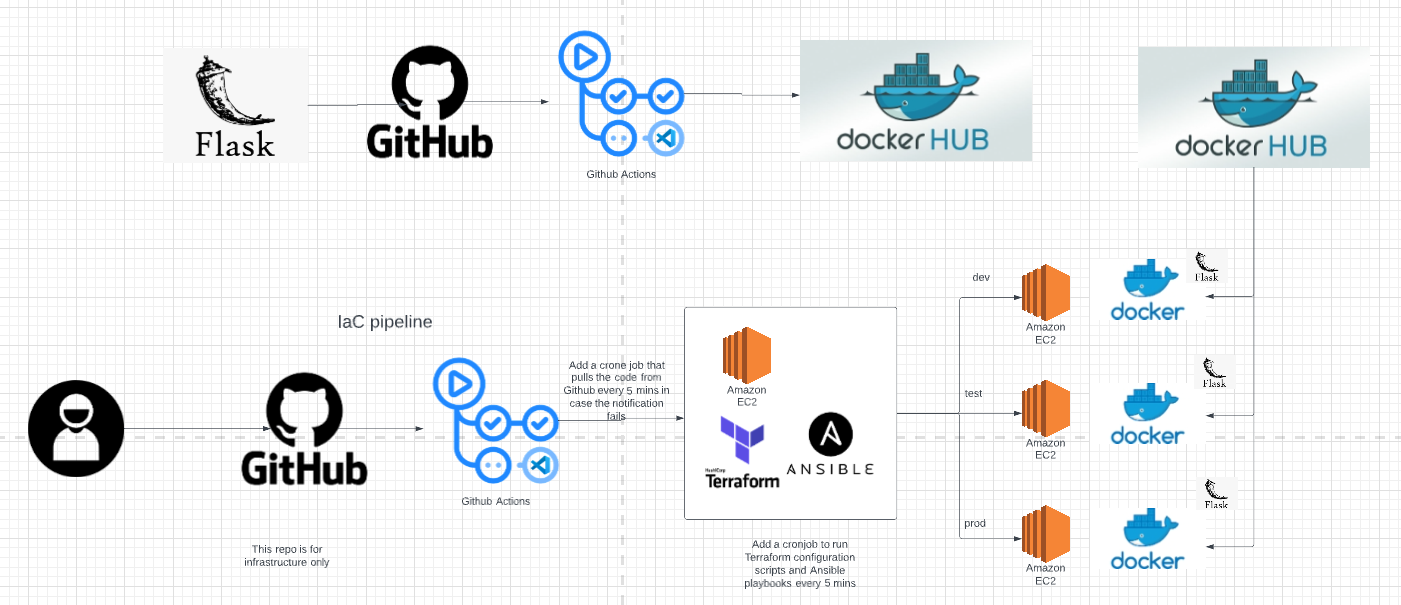 Flask
GitHub
Github Actions
docker HUB
docker HUB
IaC pipeline
GitHub
This repo is for
infrastructure only
Github Actions
Add a crone job that
pulls the code from
Github every 5 mins in
case the notification
fails
Amazon
EC2
HashiCorp
Terraform
ANSIBLE
Add a cronjob to run
Terraform configuration
scripts and Ansible
playbooks every 5 mins
dev
Amazon
EC2
docker
Flask
test
Amazon
EC2
docker
Flask
prod
Amazon
EC2
docker
Flask